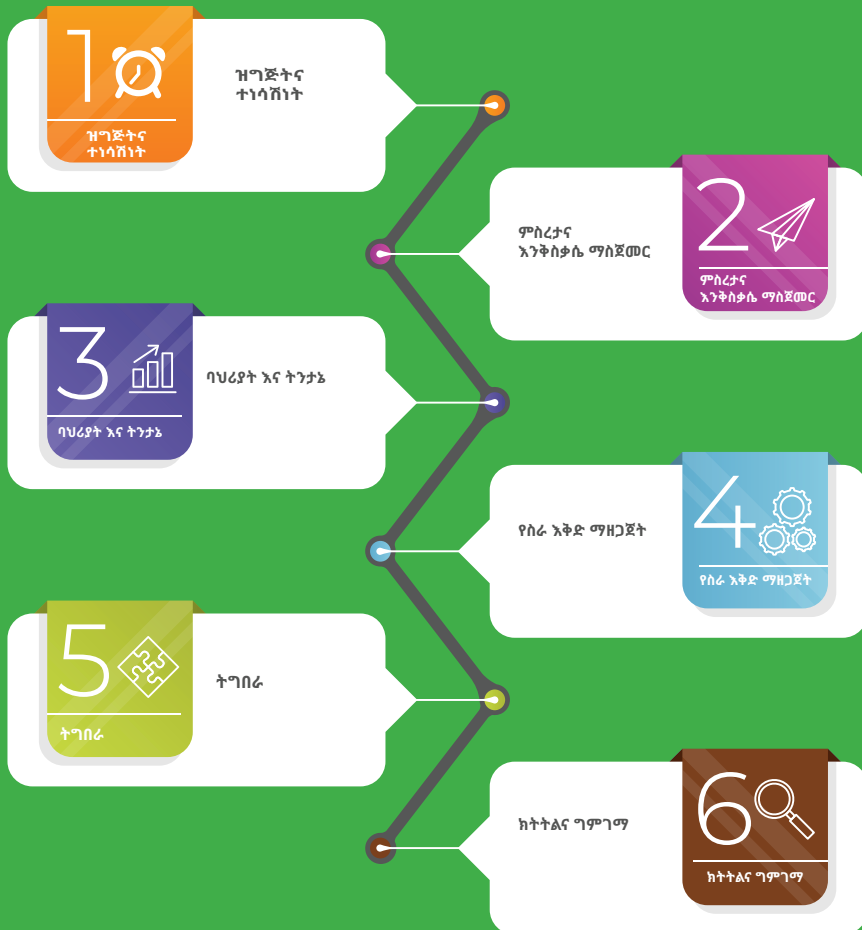 1
ዝግጅትና
ተነሳሽነት
ዝግጅትና
ተነሳሽነት
2
ምስረታና
እንቅስቃሴ ማስጀመር
ምስረታና
እንቅስቃሴ ማስጀመር
3
ባህሪያት እና ትንታኔ
ባህሪያት እና ትንታኔ
4
የስራ እቅድ ማዘጋጀት
የስራ እቅድ ማዘጋጀት
5
ትግበራ
ትግበራ
6
ክትትልና ግምገማ
ክትትልና ግምገማ